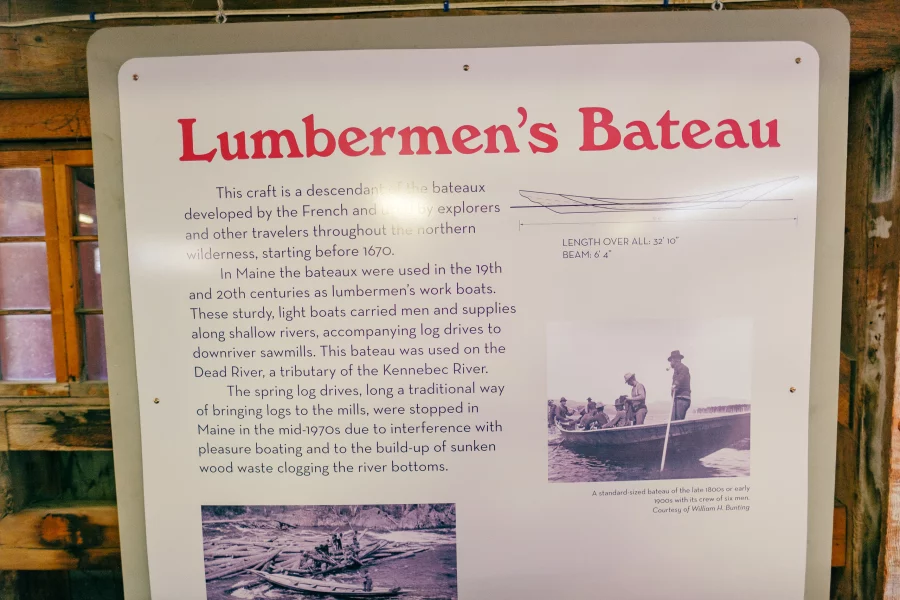 Lumbermen's Bateau
This craft is a descendant of the bateaux
developed by the French and used by explorers
and other travelers throughout the northern
wilderness, starting before 1670.
In Maine the bateaux were used in the 19th
and 20th centuries as lumbermen's work boats.
These sturdy, light boats carried men and supplies
along shallow rivers, accompanying log drives to
downriver sawmills. This bateau was used on the
Dead River, a tributary of the Kennebec River.
The spring log drives, long a traditional way
of bringing logs to the mills, were stopped in
Maine in the mid-1970s due to interference with
pleasure boating and to the build-up of sunken
wood waste clogging the river bottoms.
LENGTH OVER ALL: 32' 10"
BEAM: 6' 4"
A standard-sized bateau of the late 1800s or early
1900s with its crew of six men.
Courtesy of William H. Bunting